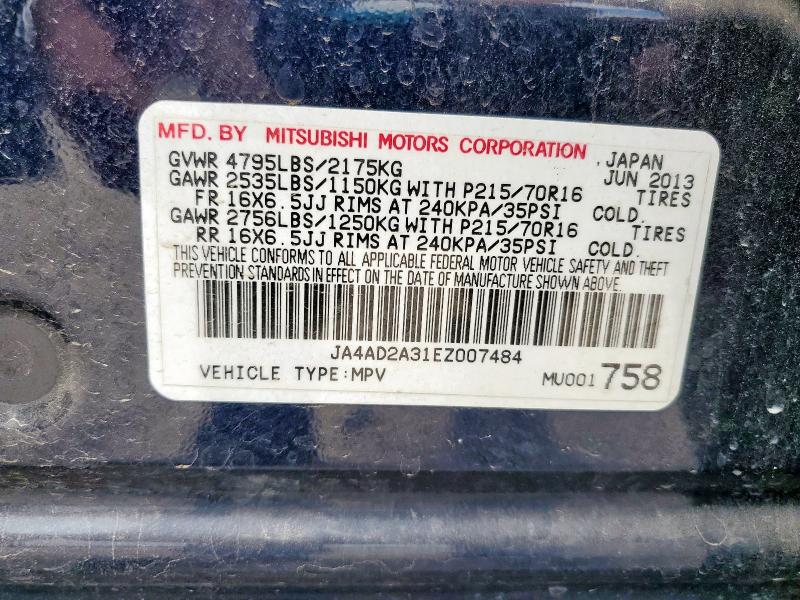 MFD. BY MITSUBISHI MOTORS CORPORATION, JAPAN
GVWR 4795LBS/2175KG JUN 2013
GAWR 2535LBS/1150KG WITH P215/70R16 TIRES
FR 16X6.5JJ RIMS AT 240KPA/35PSI COLD.
GAWR 2756LBS/1250KG WITH P215/70R16 TIRES
RR 16X6.5JJ RIMS AT 240KPA/35PSI COLD.
THIS VEHICLE CONFORMS TO ALL APPLICABLE FEDERAL MOTOR VEHICLE SAFETY AND THEFT
PREVENTION STANDARDS IN EFFECT ON THE DATE OF MANUFACTURE SHOWN ABOVE.
JA4AD2A31EZ007484
VEHICLE TYPE:MPV MU001758